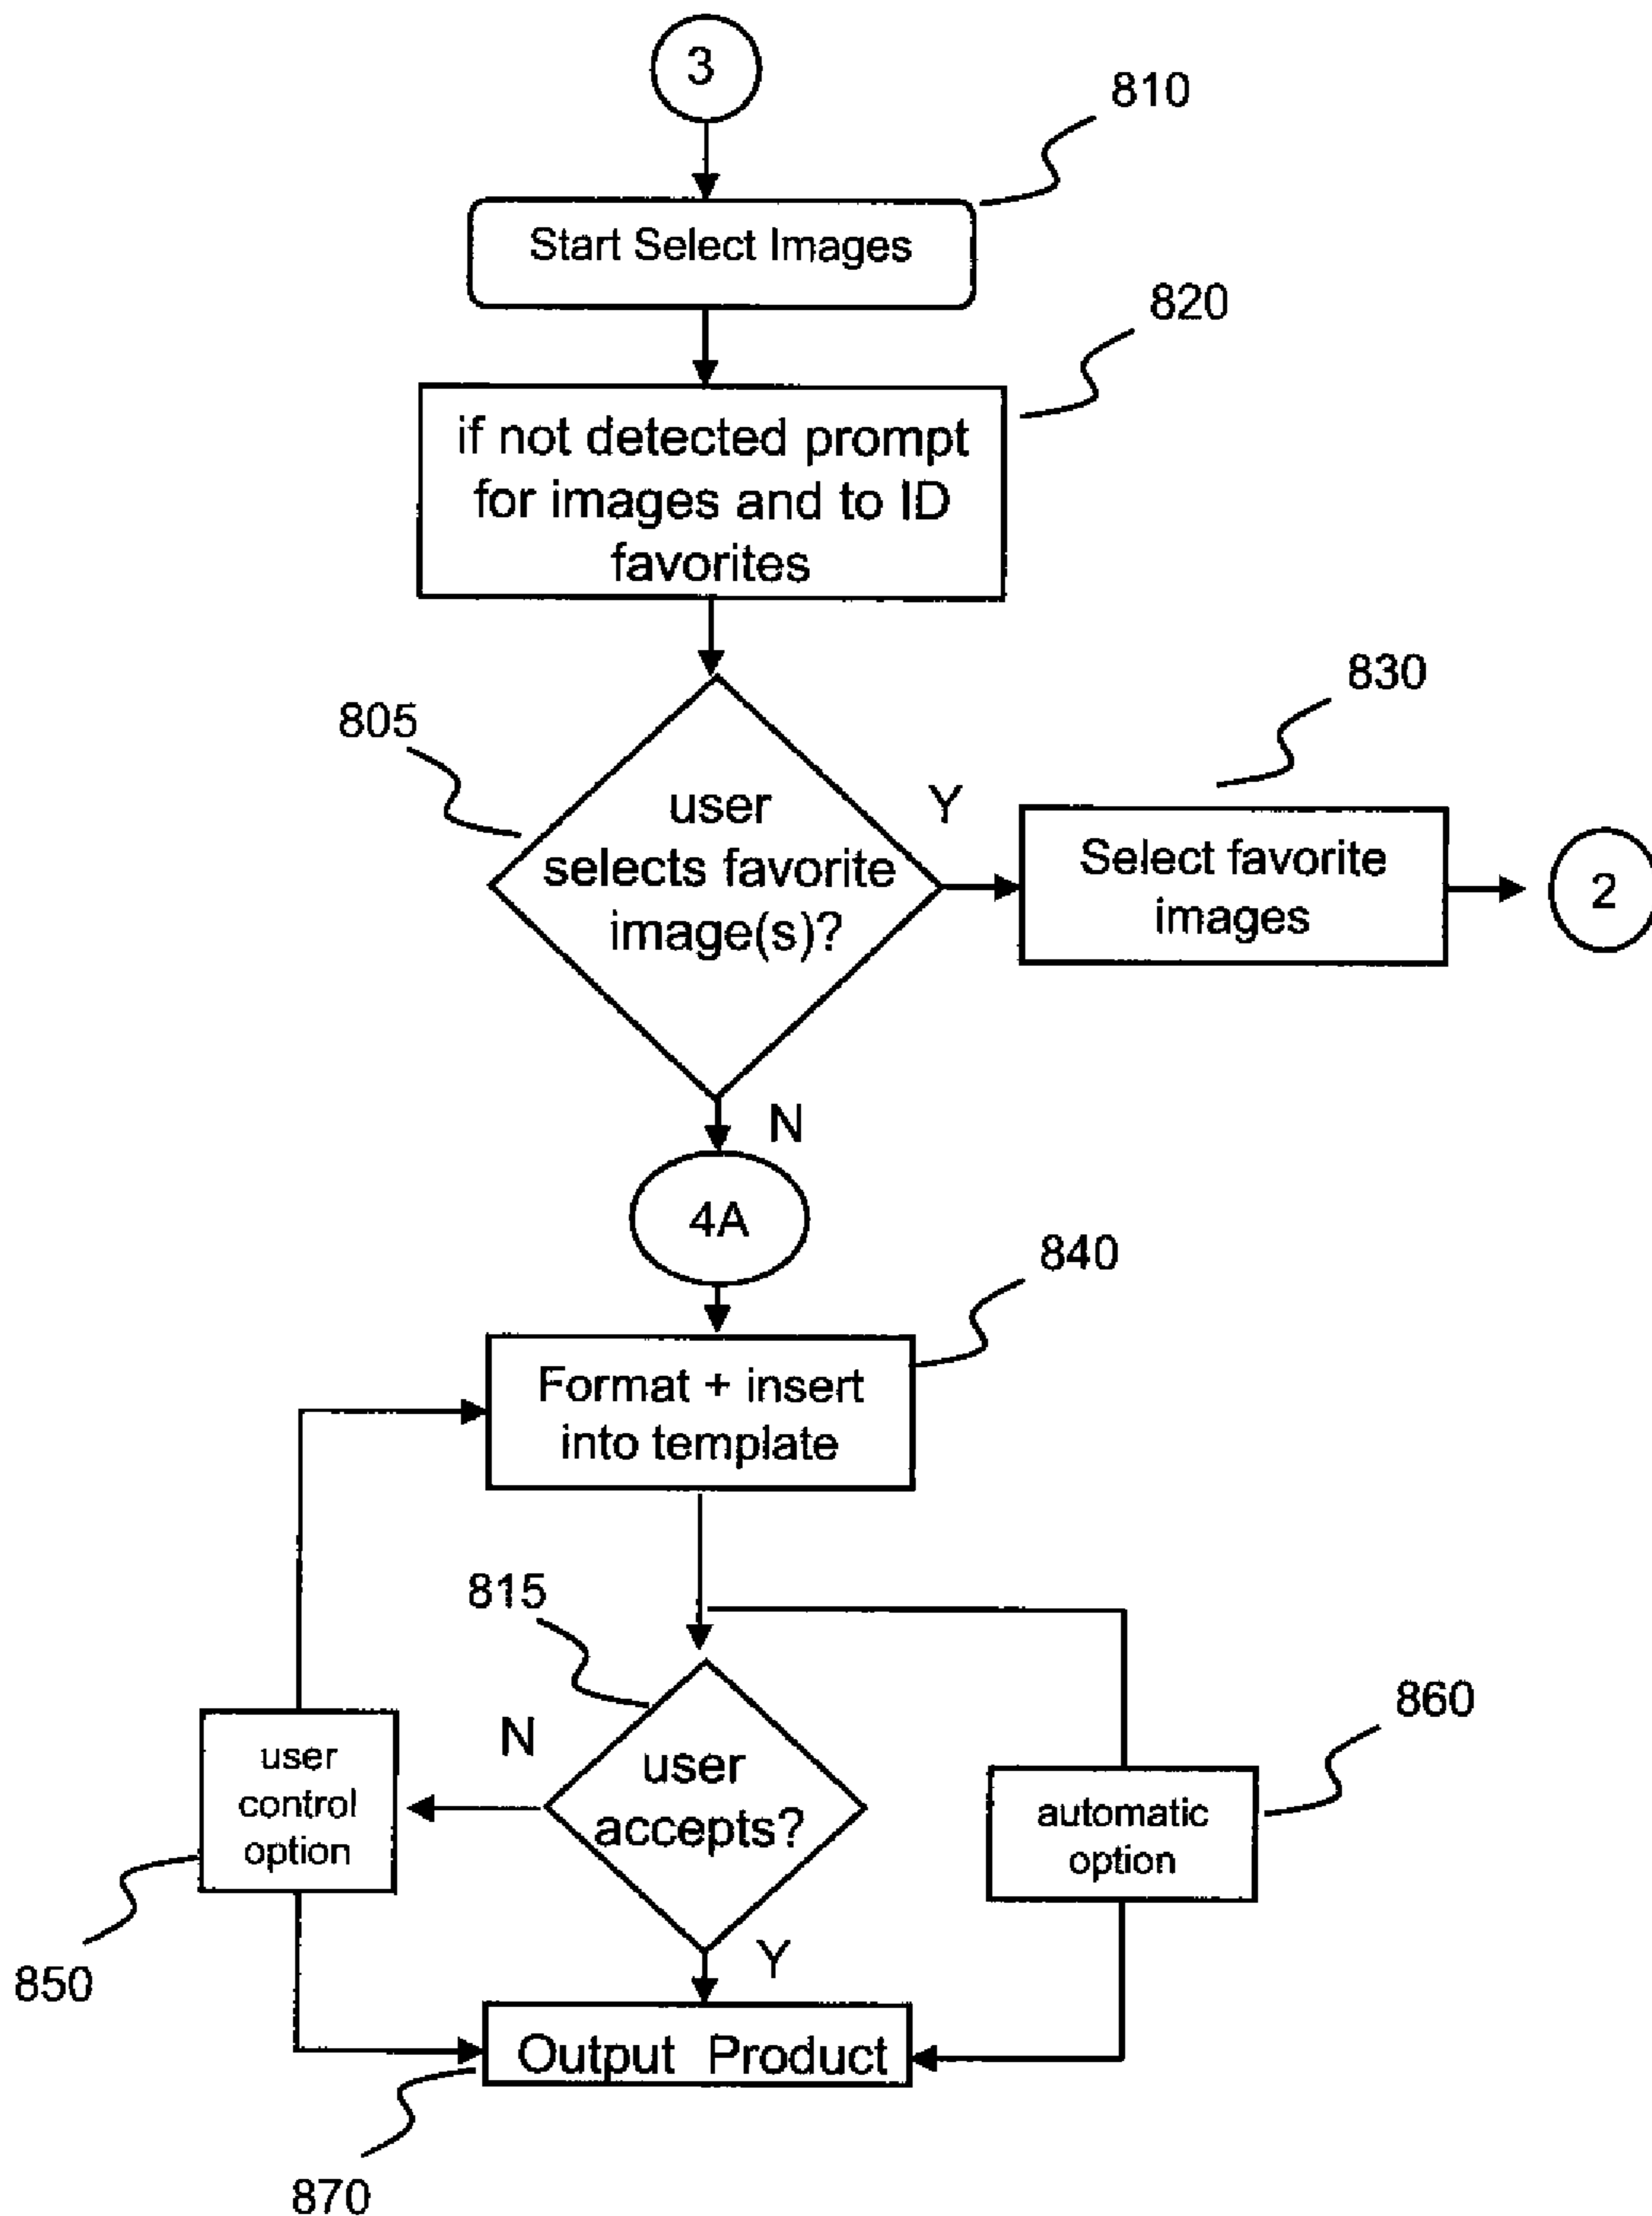 3
810
Start Select Images
820
if not detected prompt
for images and to ID
favorites
830
805
user
selects favorite
image(s)?
Y
Select favorite
images
2
N
4A
840
Format + insert
into template
815
860
N
user
control
option
user
accepts?
automatic
option
850
Y
Output Product
870